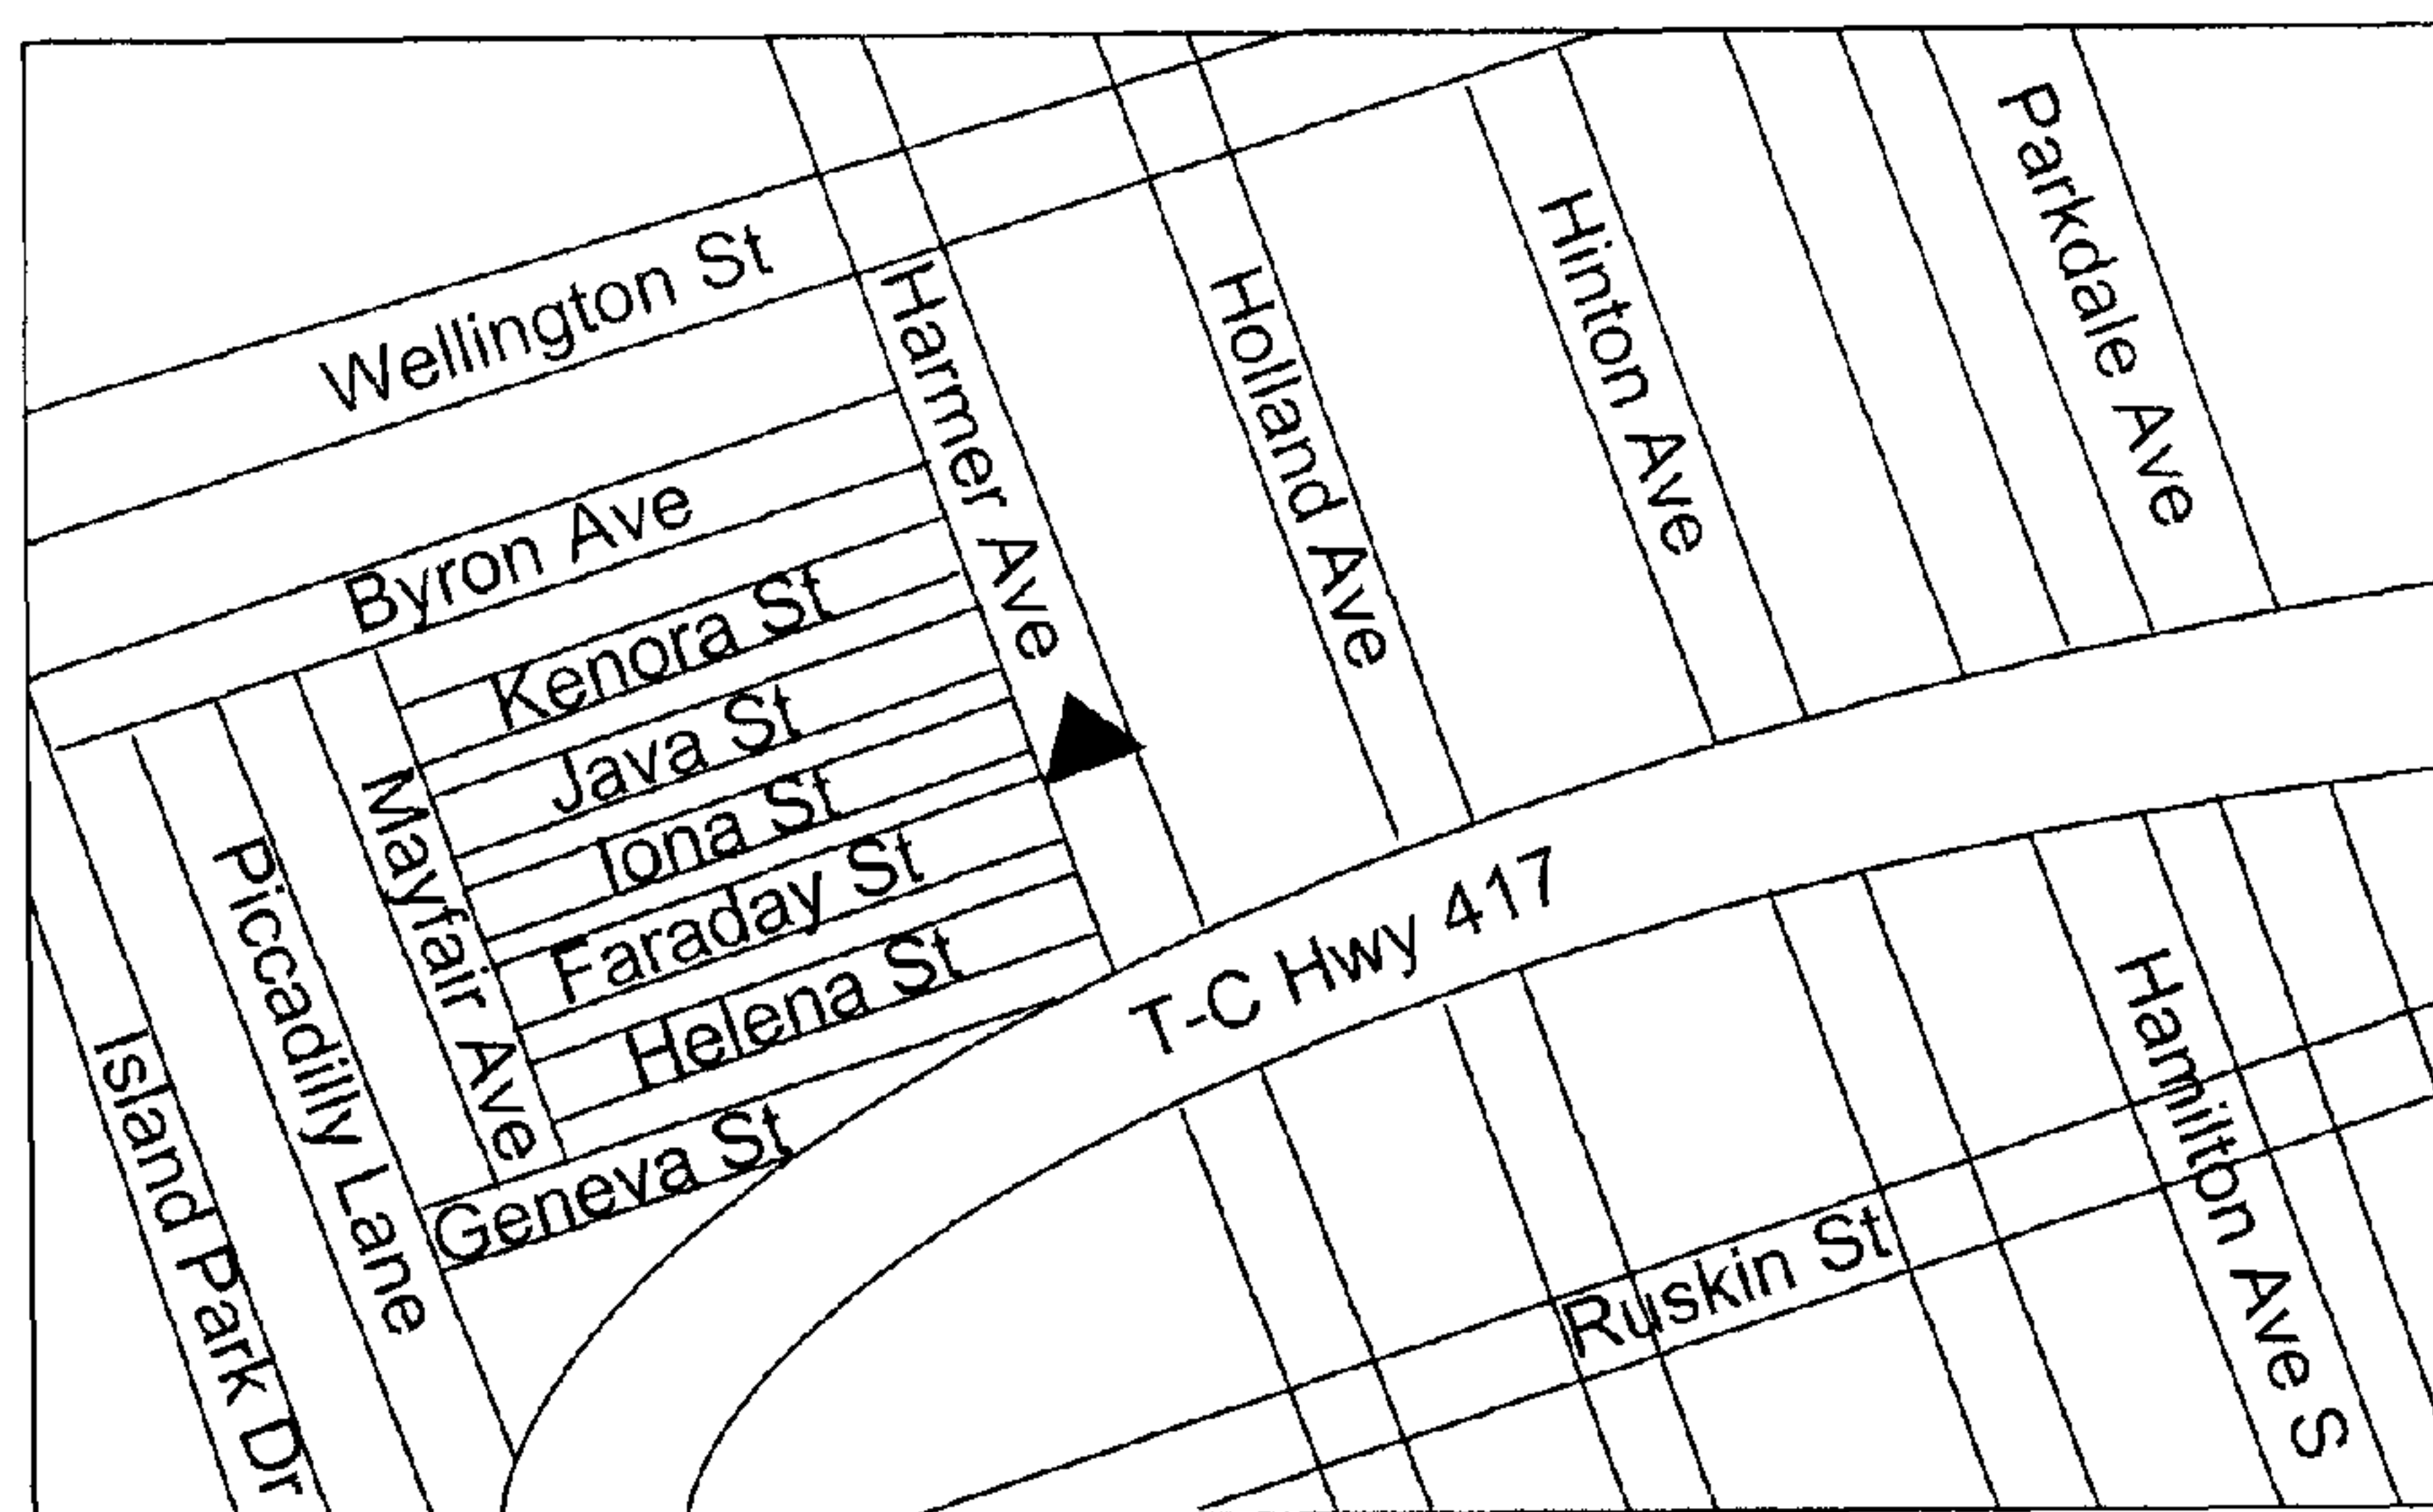 Wellington St
Harmer Ave
Holland Ave
Hinton Ave
Parkdale Ave
Byron Ave
Kenora St
Java St
Iona St
Faraday St
Helena St
Geneva St
Mayfair Ave
Piccadilly Lane
Island Park Dr
T-C Hwy 417
Ruskin St
Hamilton Ave S